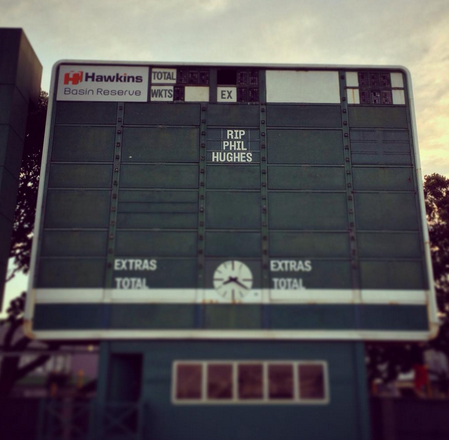 Hawkins
Basin Reserve
TOTAL
WKTS
EX
RIP
PHIL
HUGHES
EXTRAS
TOTAL
EXTRAS
TOTAL